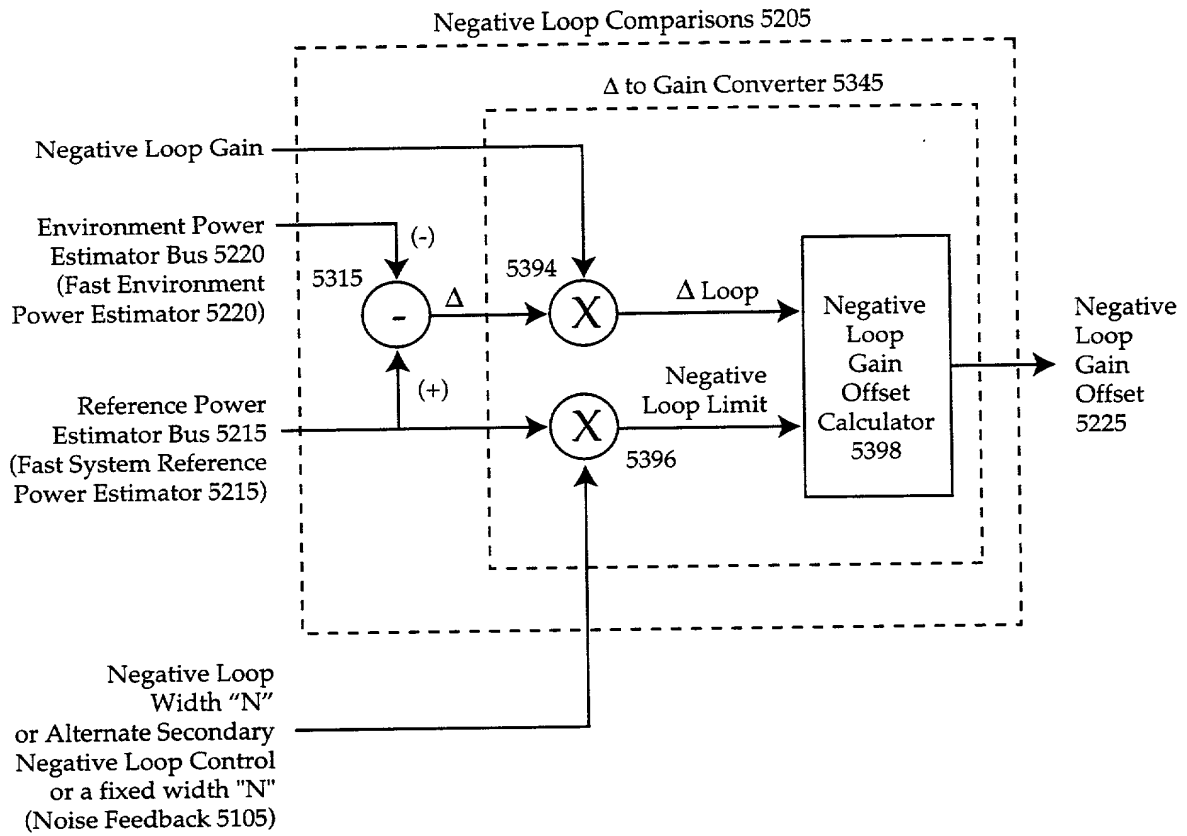 Negative Loop Comparisons 5205
Δ to Gain Converter 5345
Negative Loop Gain
Environment Power
Estimator Bus 5220
(Fast Environment
Power Estimator 5220)
(-)
5315
-
Δ
5394
X
Δ Loop
(+)
Reference Power
Estimator Bus 5215
(Fast System Reference
Power Estimator 5215)
X
5396
Negative
Loop Limit
Negative
Loop
Gain
Offset
Calculator
5398
Negative
Loop
Gain
Offset
5225
Negative Loop
Width “N”
or Alternate Secondary
Negative Loop Control
or a fixed width "N"
(Noise Feedback 5105)